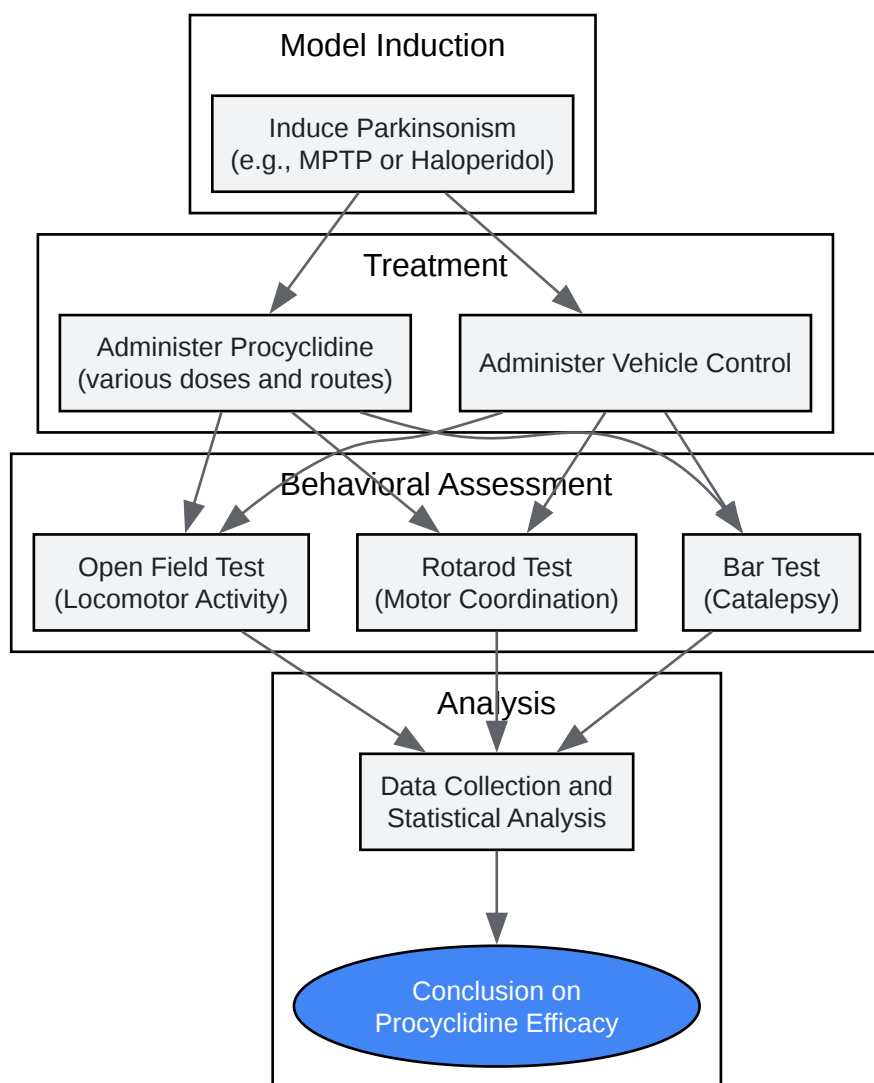 Model Induction
Induce Parkinsonism
(e.g., MPTP or Haloperidol)
Treatment
Administer Procyclidine
(various doses and routes)
Administer Vehicle Control
Behavioral Assessment
Open Field Test
(Locomotor Activity)
Rotarod Test
(Motor Coordination)
Bar Test
(Catalepsy)
Analysis
Data Collection and
Statistical Analysis
Conclusion on
Procyclidine Efficacy